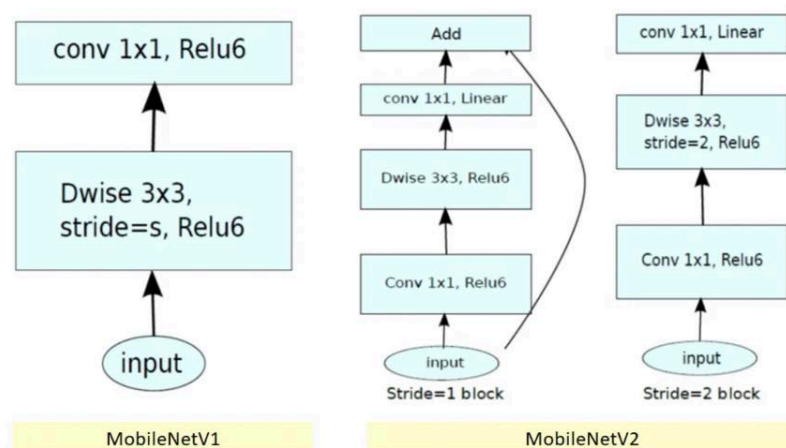 conv 1x1, Relu6
Dwise 3x3,
stride=s, Relu6
input
MobileNetV1
Add
conv 1x1, Linear
Dwise 3x3, Relu6
Conv 1x1, Relu6
input
Stride=1 block
conv 1x1, Linear
Dwise 3x3,
stride=2, Relu6
Conv 1x1, Relu6
input
Stride=2 block
MobileNetV2